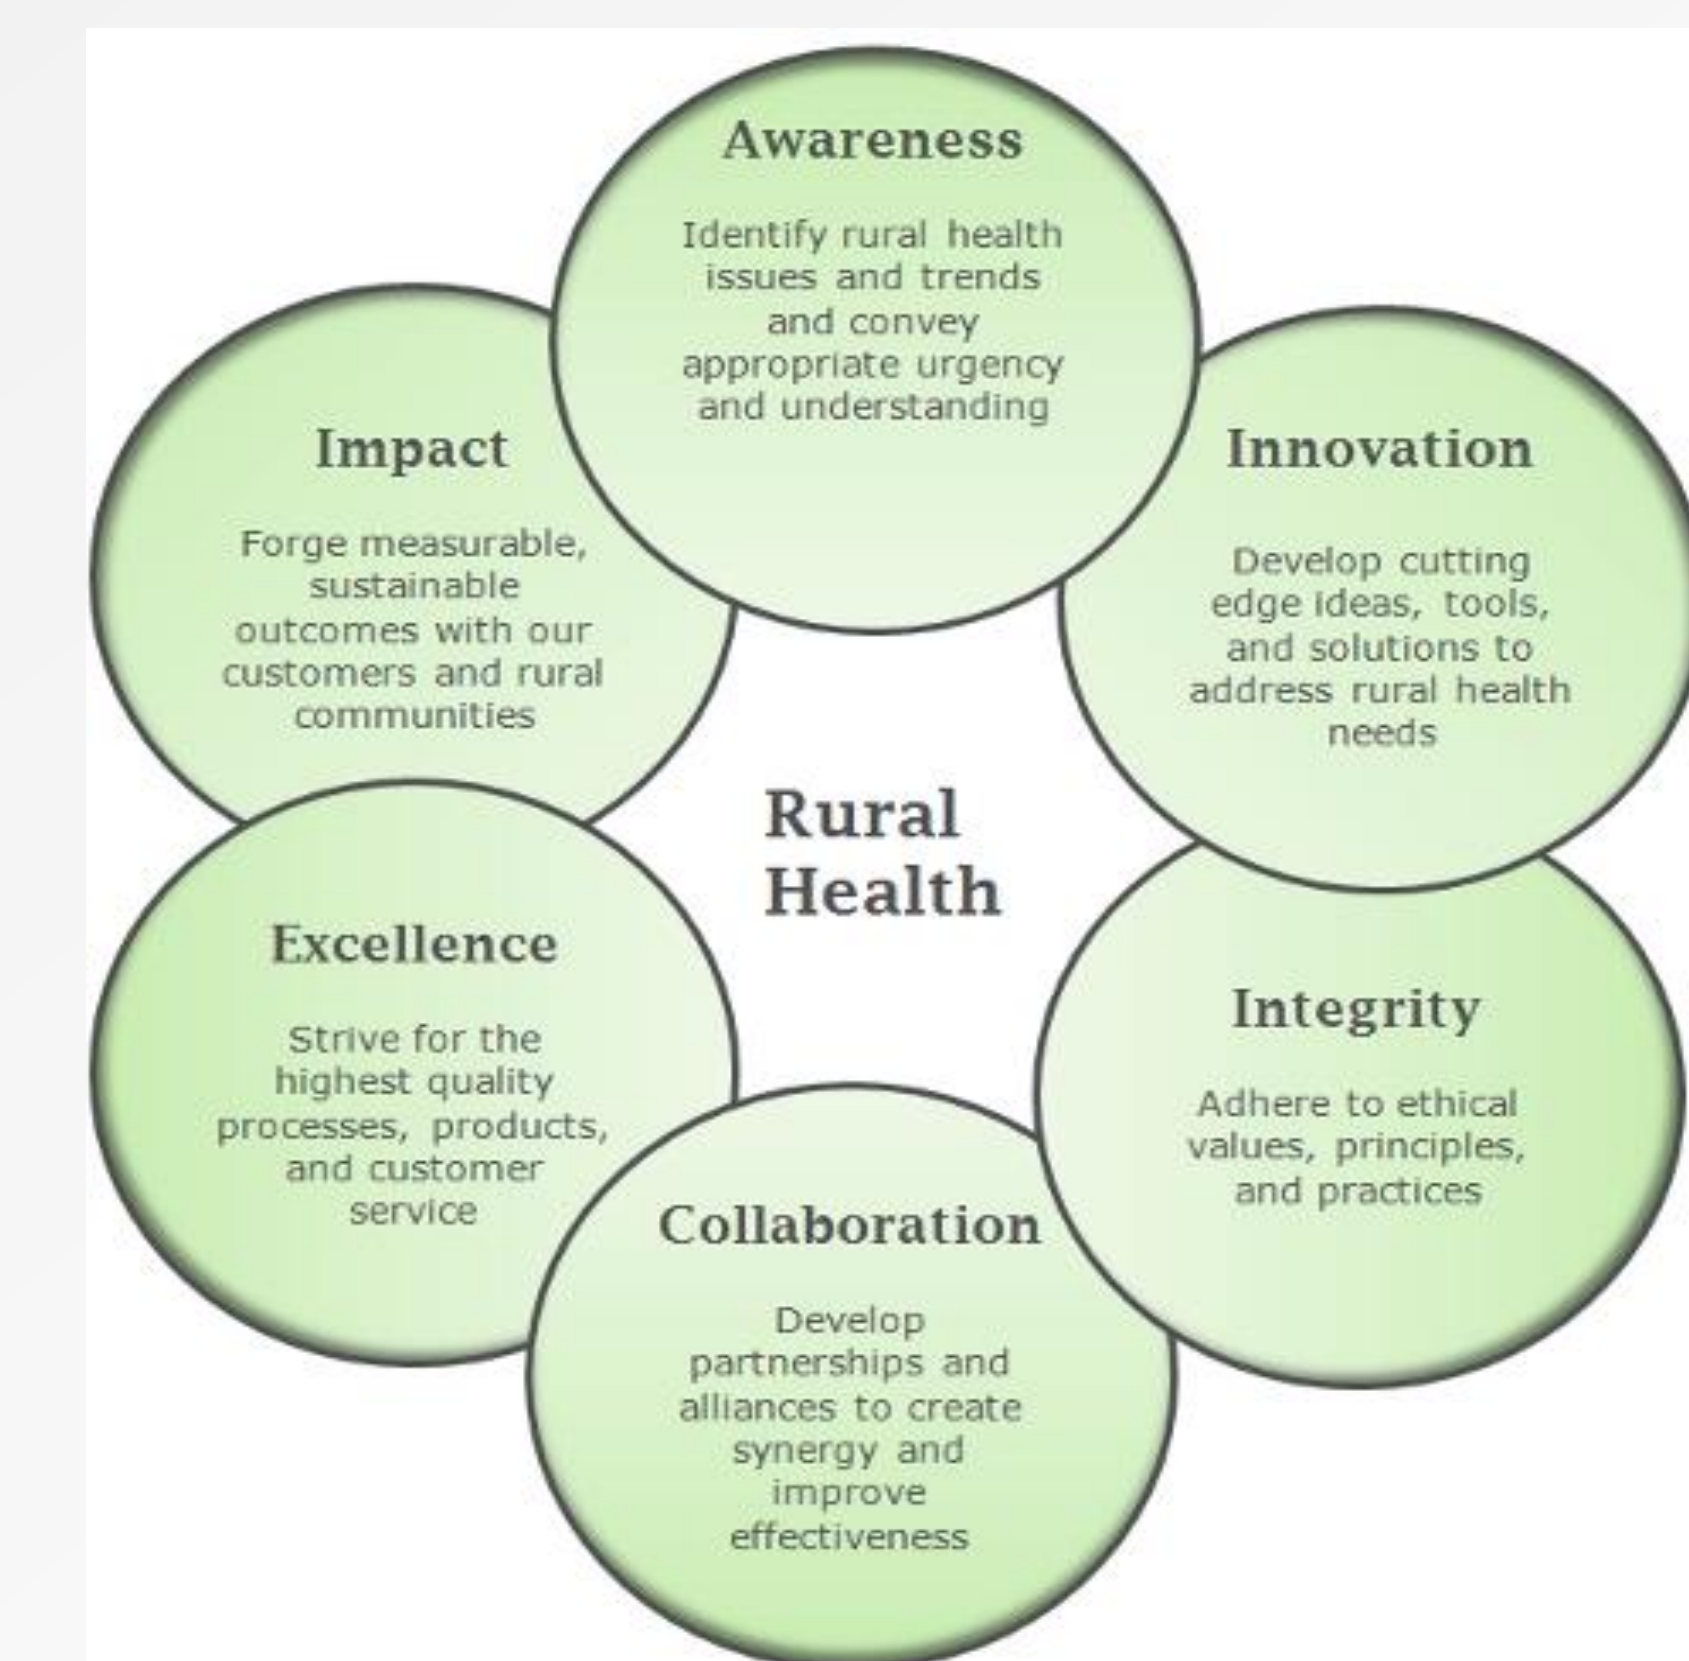 Awareness
Identify rural health
issues and trends
and convey
appropriate urgency
and understanding
Impact
Forge measurable,
sustainable
outcomes with our
customers and rural
communities
Innovation
Develop cutting
edge ideas, tools,
and solutions to
address rural health
needs
Rural
Health
Excellence
Strive for the
highest quality
processes, products,
and customer
service
Integrity
Adhere to ethical
values, principles,
and practices
Collaboration
Develop
partnerships and
alliances to create
synergy and
improve
effectiveness